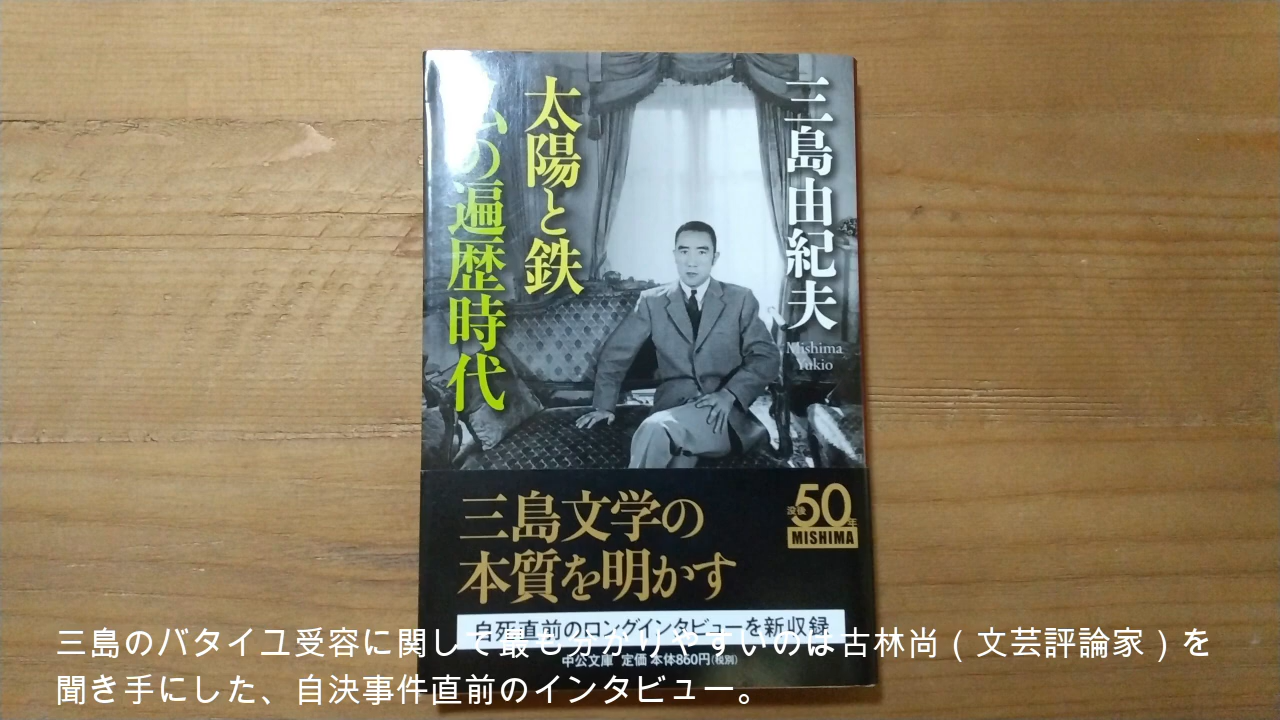 三島由紀夫
Mishima
Yukio
太陽と鉄
の遍歴時代
三島文学の
本質を明かす
没後50年
MISHIMA
自死直前のロングインタビューを新収録
中公文庫 定価 本体860円(税別)
三島のバタイユ受容に関して最も分かりやすいのは古林尚(文芸評論家)を
聞き手にした、自決事件直前のインタビュー。